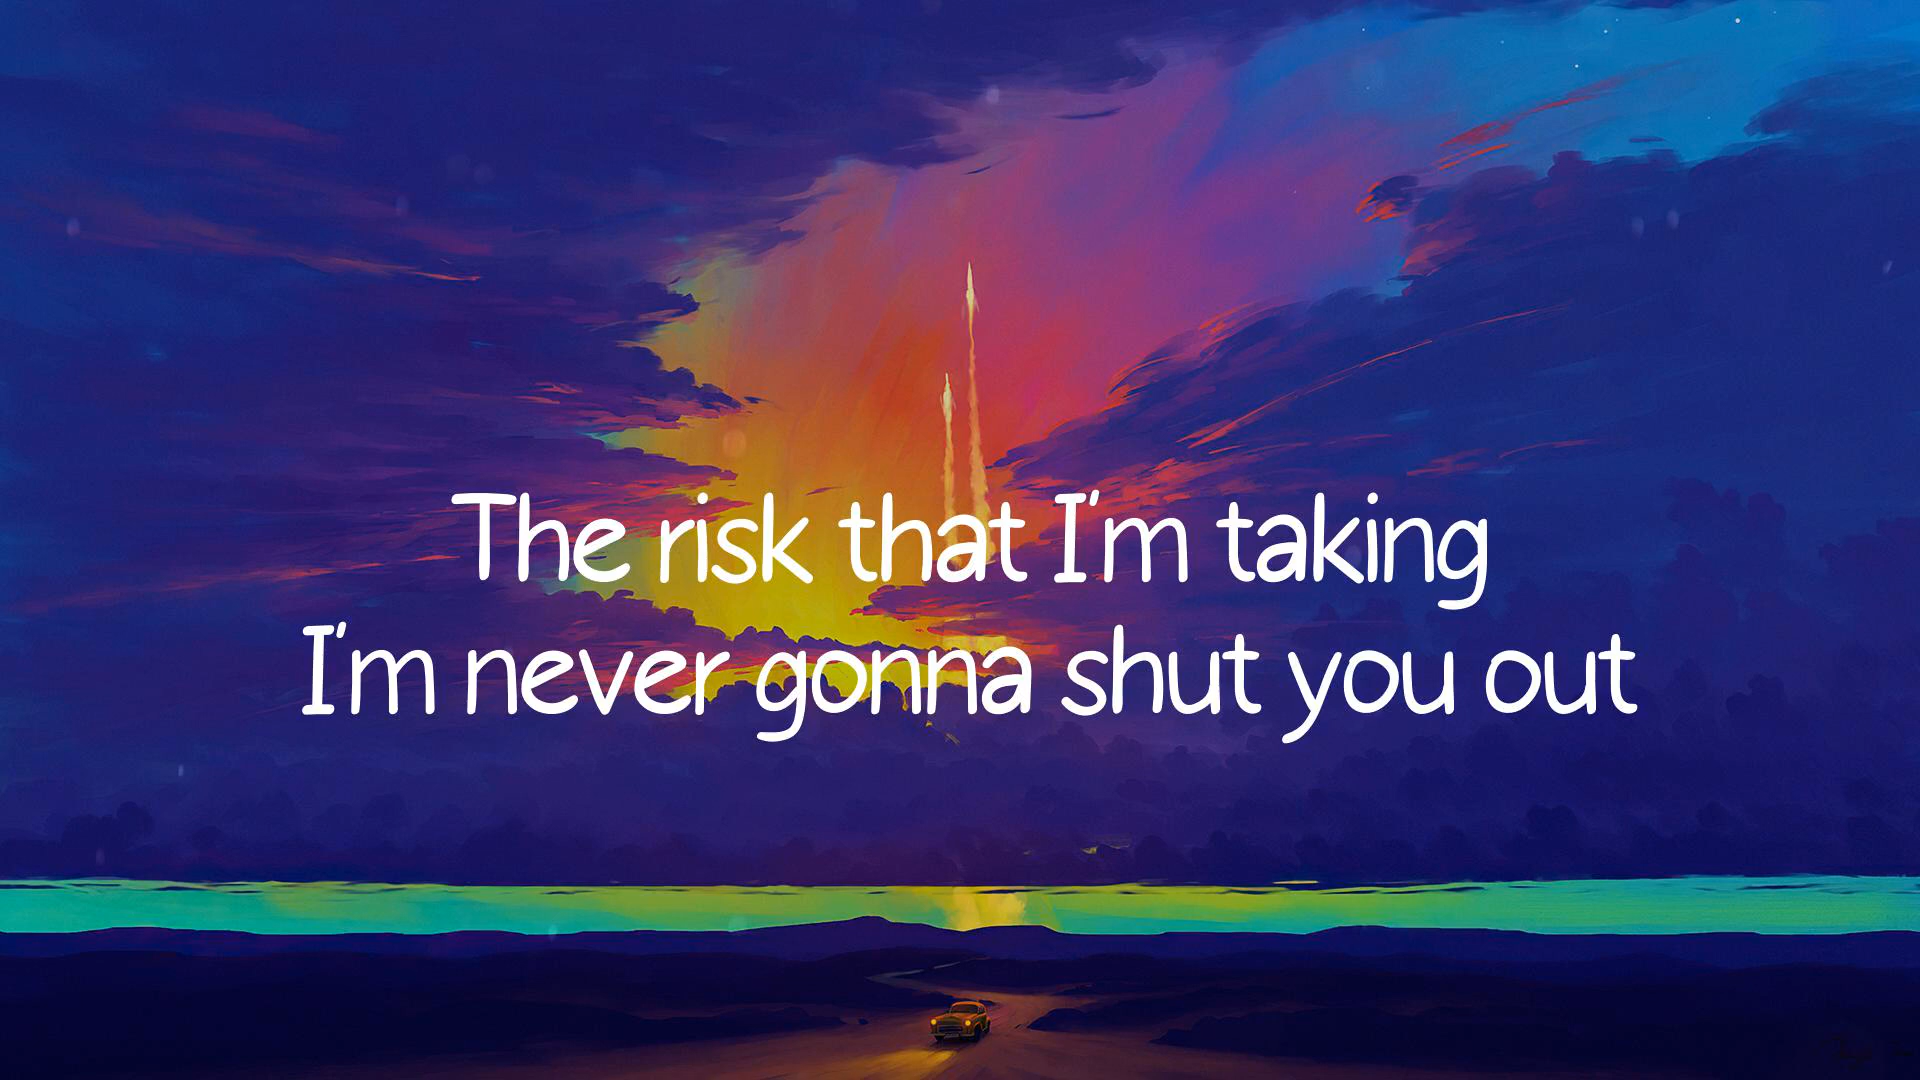 The risk that I'm taking
I'm never gonna shut you out